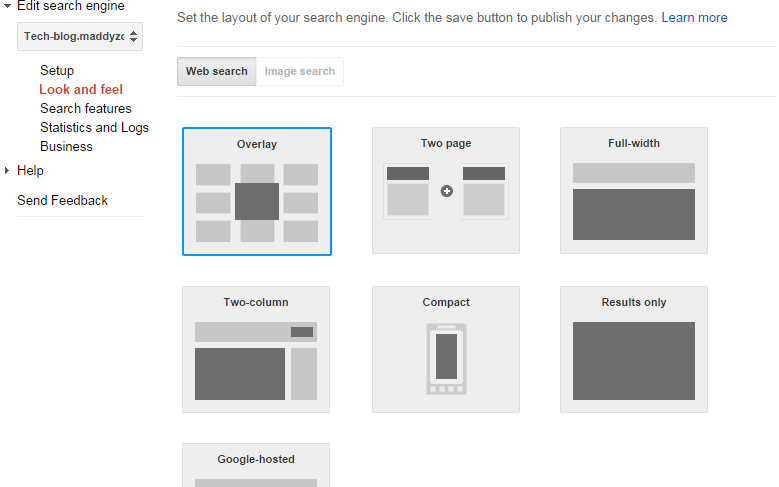 Edit search engine
Tech-blog.maddyzo
Setup
Look and feel
Search features
Statistics and Logs
Business
Help
Send Feedback
Set the layout of your search engine. Click the save button to publish your changes. Learn more
Web search
Image search
Overlay
Two page
Full-width
Two-column
Compact
Results only
Google-hosted